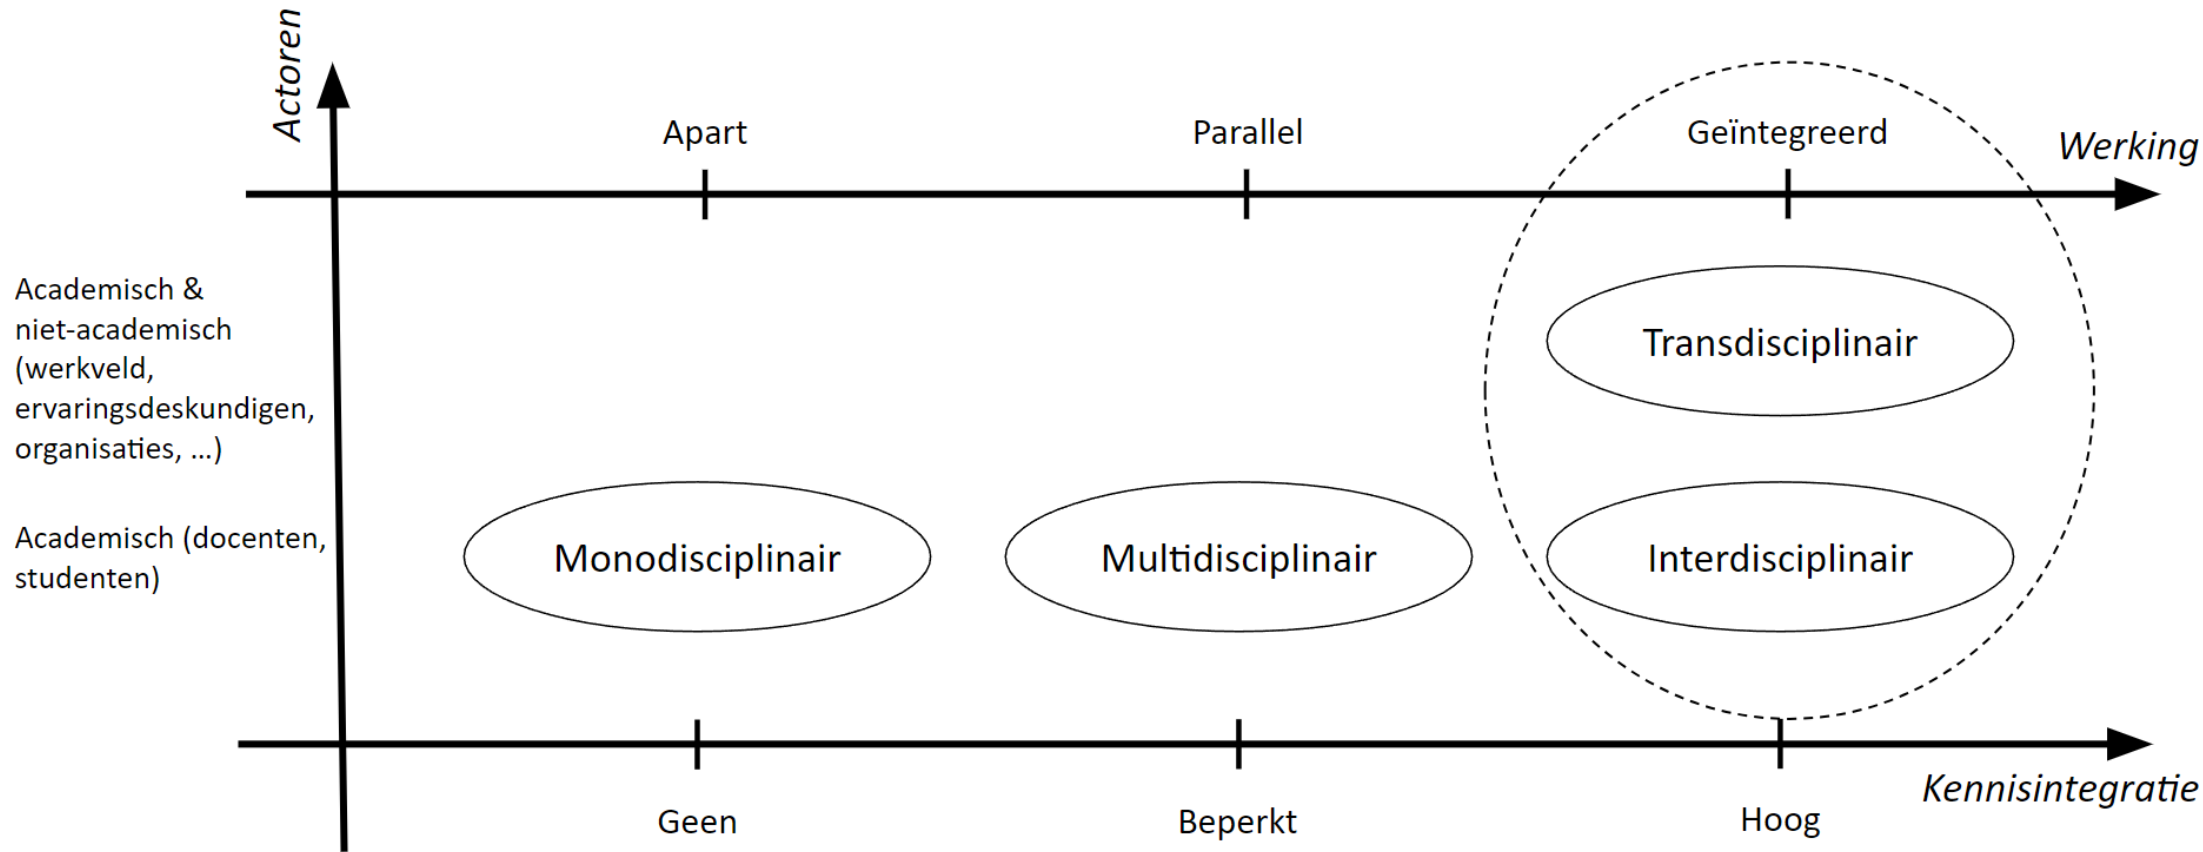 Actoren
Apart
Parallel
Geïntegreerd
Werking
Academisch &
niet-academisch
(werkveld,
ervaringsdeskundigen,
organisaties, ...)
Transdisciplinair
Academisch (docenten,
studenten)
Monodisciplinair
Multidisciplinair
Interdisciplinair
Kennisintegratie
Geen
Beperkt
Hoog